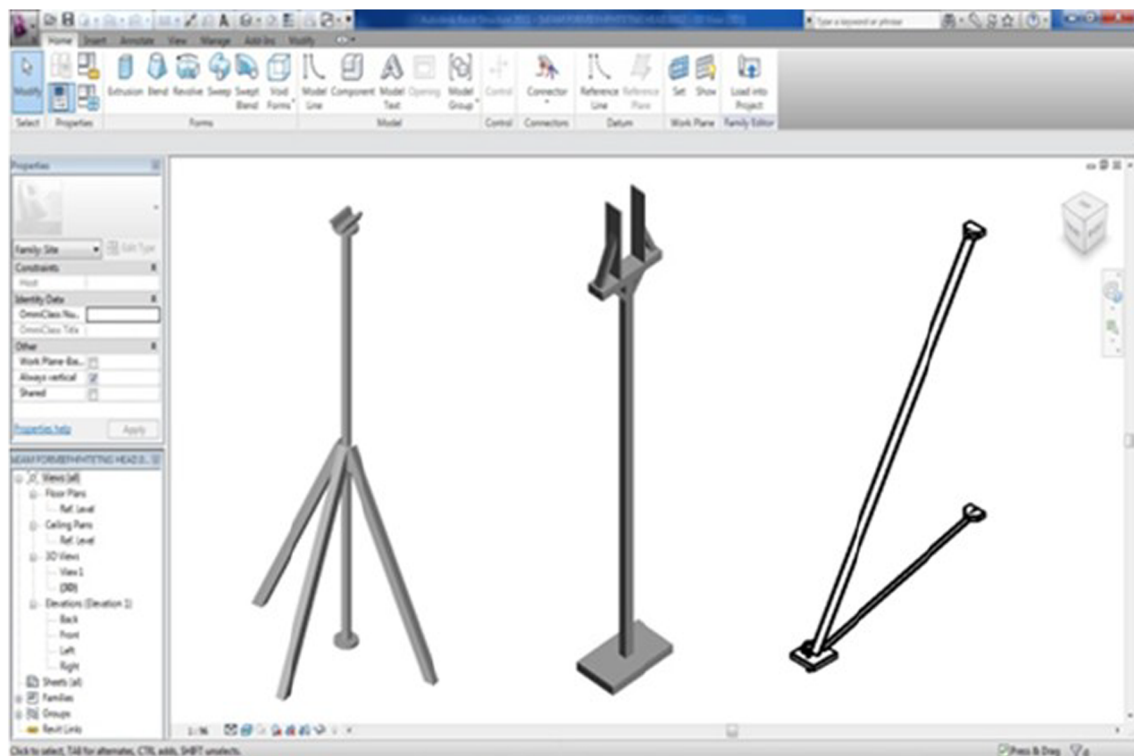 Type a keyword or phrase
Home Insert Annotate View Manage Add-Ins Modify
Modify
Extrusion Blend Revolve Sweep Swept Blend Void Forms
Model Line Component Model Text Opening Model Group
Control Connector Reference Line Reference Plane
Set Show Load into Project
Select Properties Forms Model Control Connectors Datum Work Plane Family Editor
Properties
Family: Site
Edit Type
Constraints
Host
Identity Data
OmniClass Nu...
OmniClass Title
Other
Work Plane-Ba...
Always vertical
Shared
Properties help
Apply
Views (all)
Floor Plans
Ref. Level
Ceiling Plans
Ref. Level
3D Views
View 1
{3D}
Elevations (Elevation 1)
Back
Front
Left
Right
Sheets (all)
Families
Groups
Revit Links
Click to select, TAB for alternates, CTRL adds, SHIFT unselects.
Press & Drag